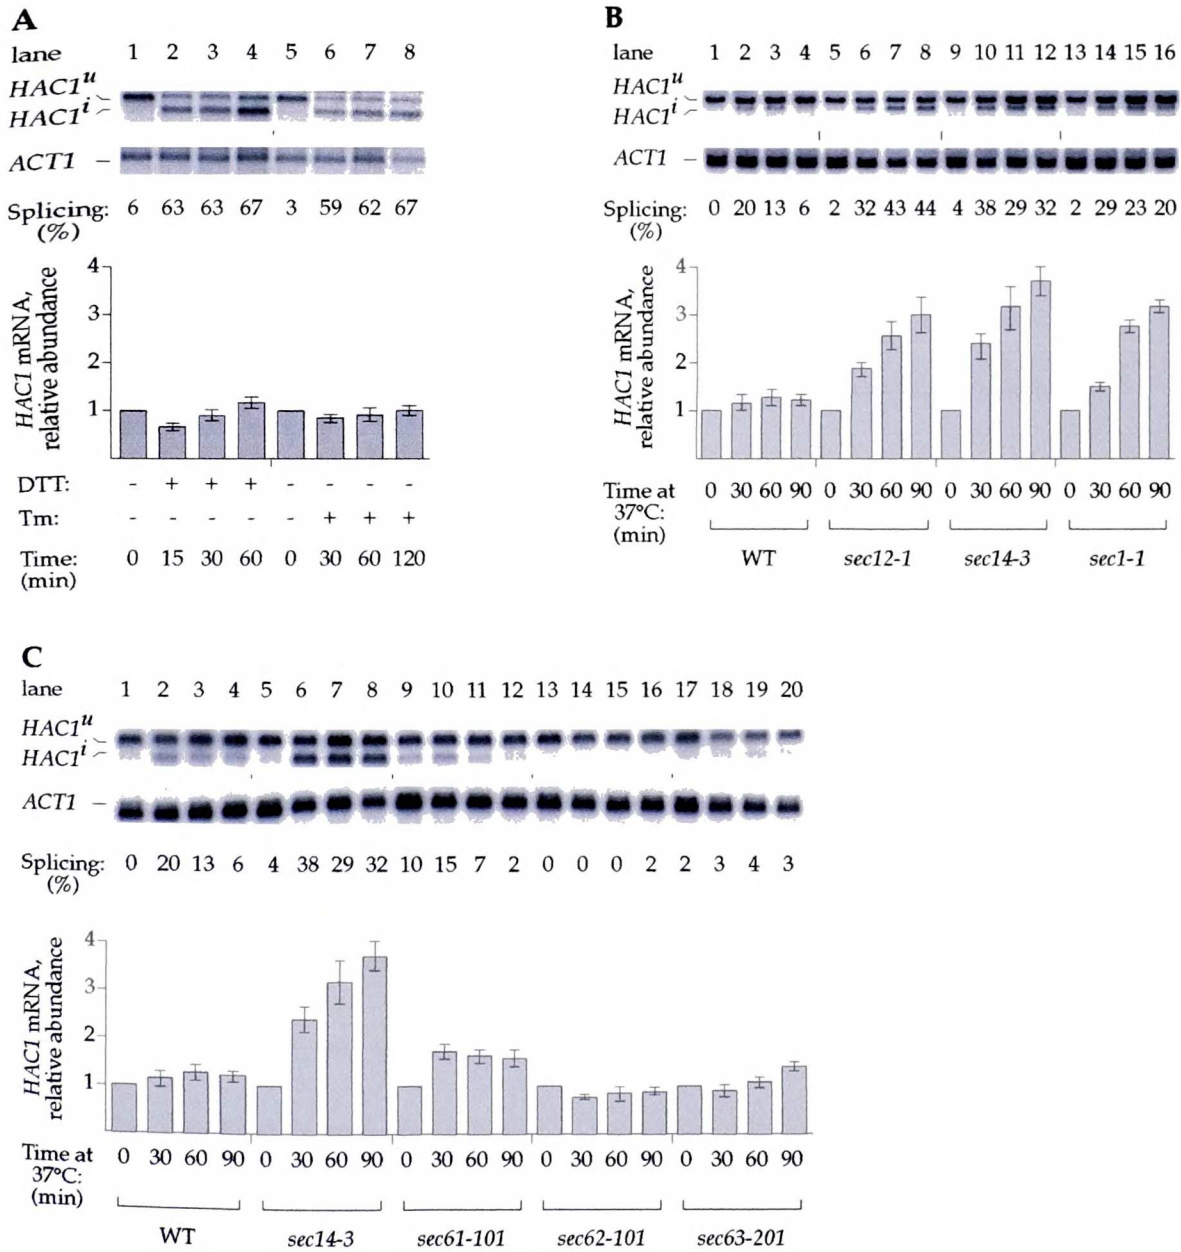 A
lane 1 2 3 4 5 6 7 8
HAC1u
HAC1i
ACT1
Splicing: 6 63 63 67 3 59 62 67
(%)
HAC1 mRNA,
relative abundance
4
3
2
1
DTT: - + + + - - - -
Tm: - - - - - + + +
Time: 0 15 30 60 0 30 60 120
(min)
B
lane 1 2 3 4 5 6 7 8 9 10 11 12 13 14 15 16
HAC1u
HAC1i
ACT1
Splicing: 0 20 13 6 2 32 43 44 4 38 29 32 2 29 23 20
(%)
HAC1 mRNA,
relative abundance
4
3
2
1
Time at 0 30 60 90 0 30 60 90 0 30 60 90 0 30 60 90
37°C:
(min)
WT sec12-1 sec14-3 sec1-1
C
lane 1 2 3 4 5 6 7 8 9 10 11 12 13 14 15 16 17 18 19 20
HAC1u
HAC1i
ACT1
Splicing: 0 20 13 6 4 38 29 32 10 15 7 2 0 0 0 2 2 3 4 3
(%)
HAC1 mRNA,
relative abundance
4
3
2
1
Time at 0 30 60 90 0 30 60 90 0 30 60 90 0 30 60 90 0 30 60 90
37°C:
(min)
WT sec14-3 sec61-101 sec62-101 sec63-201